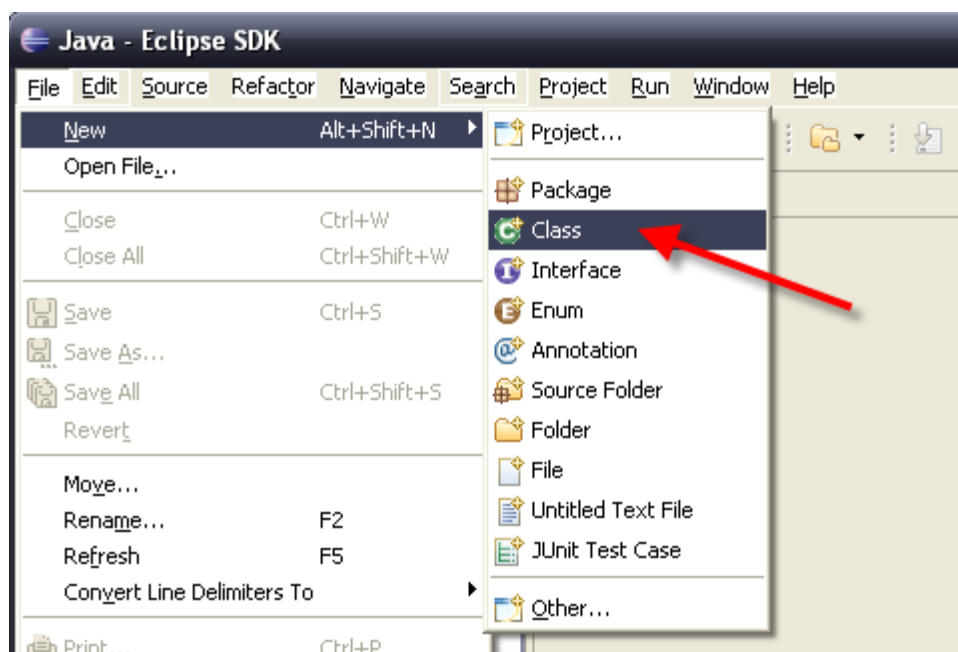 Java - Eclipse SDK
File Edit Source Refactor Navigate Search Project Run Window Help
New Alt+Shift+N
Open File...
Close Ctrl+W
Close All Ctrl+Shift+W
Save Ctrl+S
Save As...
Save All Ctrl+Shift+S
Revert
Move...
Rename... F2
Refresh F5
Convert Line Delimiters To
Print... Ctrl+P
Project...
Package
Class
Interface
Enum
Annotation
Source Folder
Folder
File
Untitled Text File
JUnit Test Case
Other...